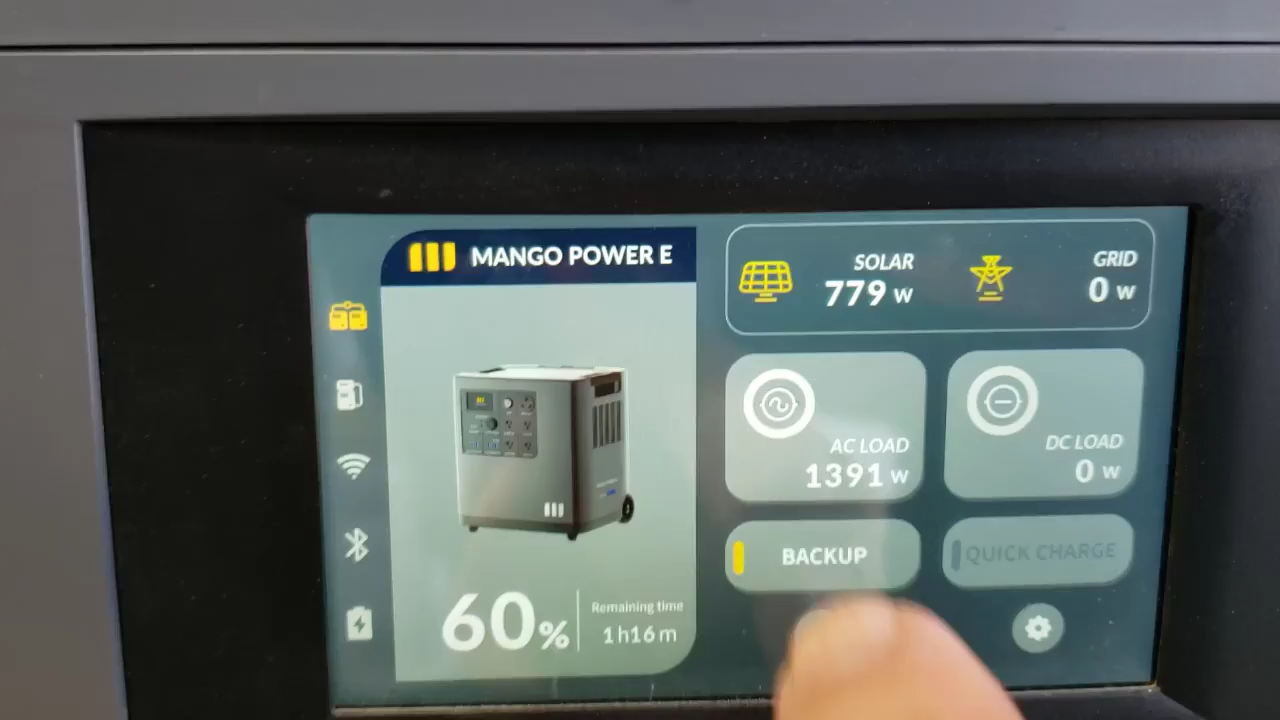 MANGO POWER E
60%
Remaining time
1h16m
SOLAR
779 W
GRID
0 W
AC LOAD
1391 W
DC LOAD
0 W
BACKUP
QUICK CHARGE